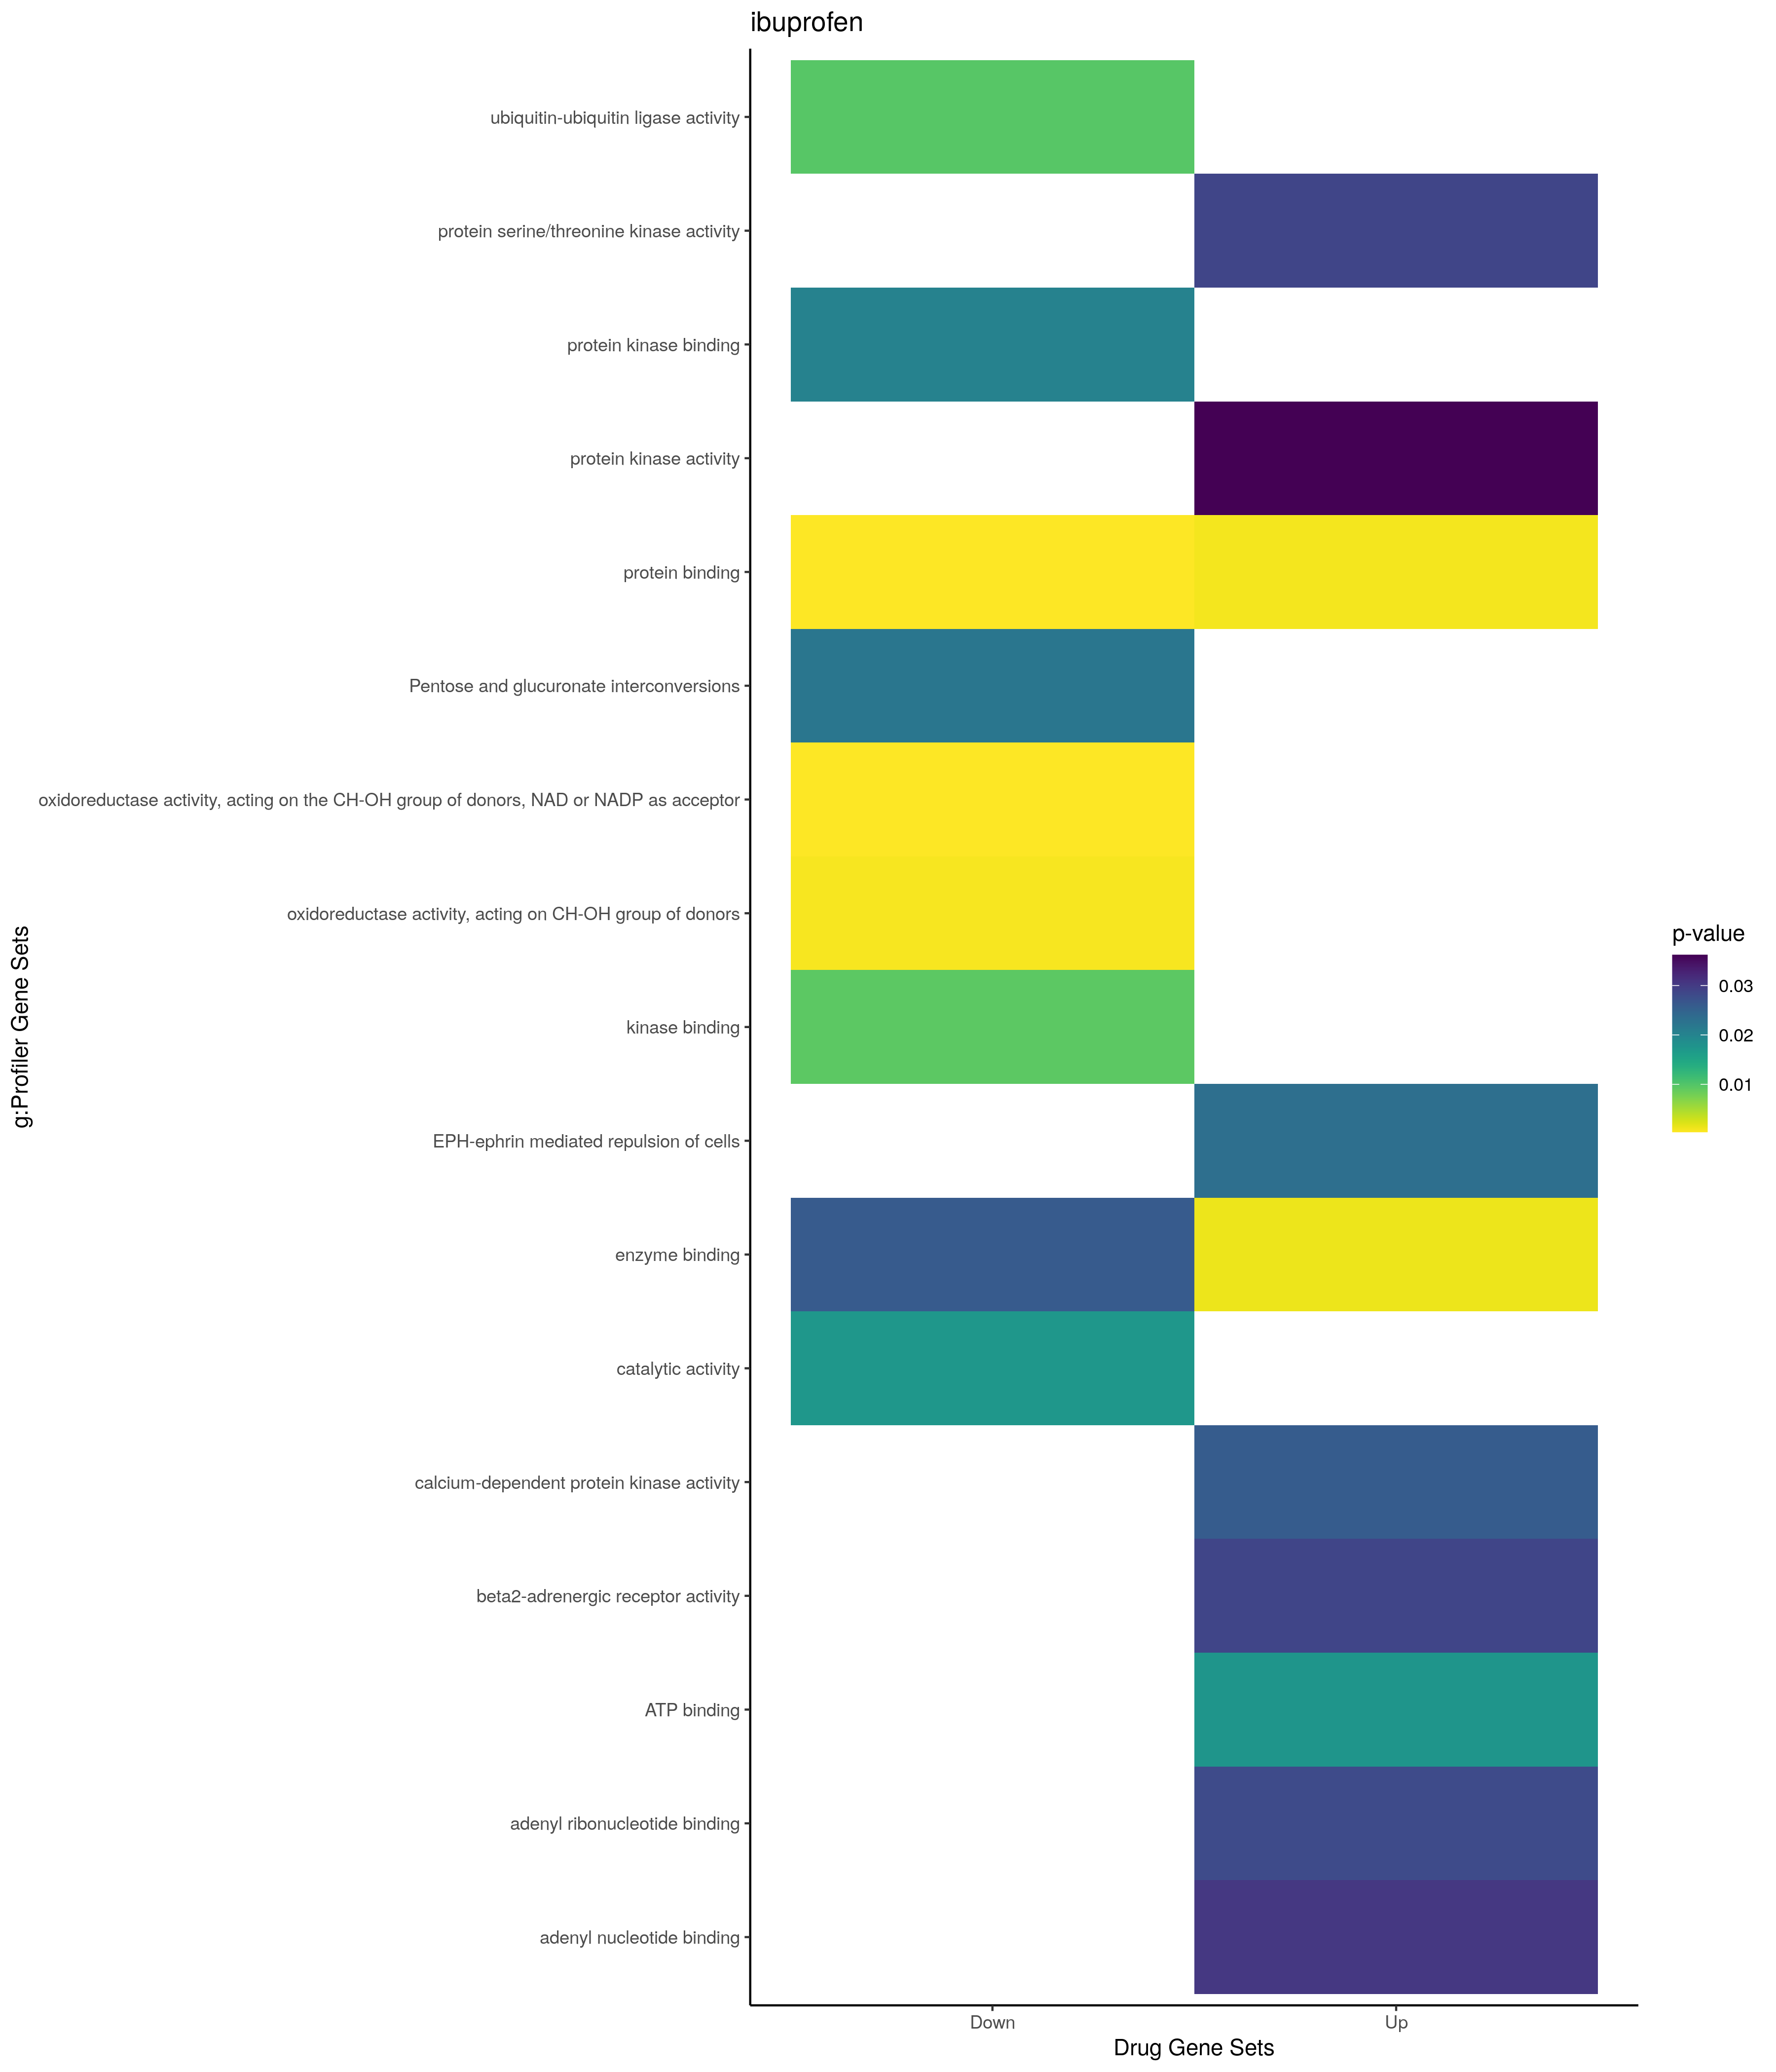 ibuprofen
ubiquitin-ubiquitin ligase activity
protein serine/threonine kinase activity
protein kinase binding
protein kinase activity
protein binding
Pentose and glucuronate interconversions
oxidoreductase activity, acting on the CH-OH group of donors, NAD or NADP as acceptor
oxidoreductase activity, acting on CH-OH group of donors
kinase binding
EPH-ephrin mediated repulsion of cells
enzyme binding
catalytic activity
calcium-dependent protein kinase activity
beta2-adrenergic receptor activity
ATP binding
adenyl ribonucleotide binding
adenyl nucleotide binding
g:Profiler Gene Sets
Down
Up
Drug Gene Sets
p-value
0.03
0.02
0.01